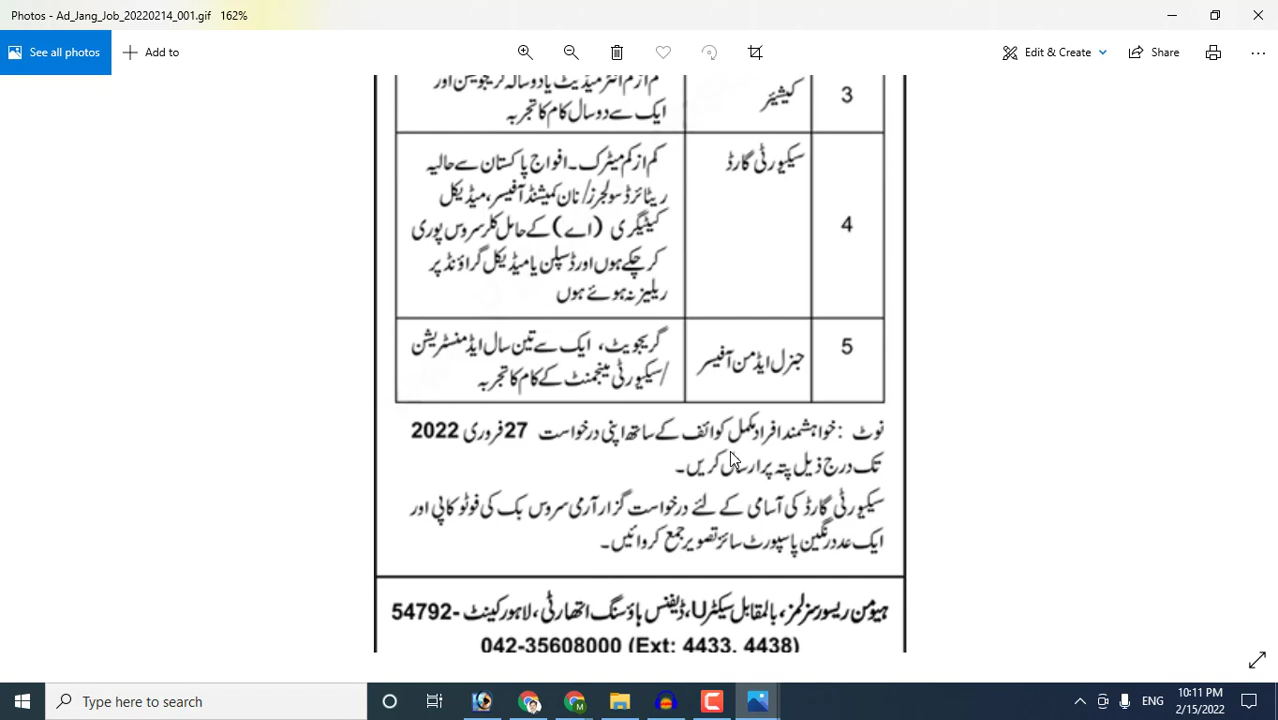 Photos - Ad_Jang_Job_20220214_001.gif 162%
See all photos
Add to
Edit & Create
Share
کم از کم انٹرمیڈیٹ یا دو سالہ گریجویشن اور
3 کیشیئر
ایک سے دو سال کام کا تجربہ
4 سیکیورٹی گارڈ
کم از کم میٹرک۔ افواج پاکستان سے حالیہ
ریٹائرڈ سولجرز/ نان کمیشنڈ آفیسر، میڈیکل
کیٹیگری (اے) کے حامل کلر سروس پوری
کر چکے ہوں اور ڈسپلن یا میڈیکل گراؤنڈ پر
ریلیز نہ ہوئے ہوں
5 جنرل ایڈمن آفیسر
گریجویٹ، ایک سے تین سال ایڈمنسٹریشن
/سیکیورٹی مینجمنٹ کے کام کا تجربہ
نوٹ : خواہشمند افراد مکمل کوائف کے ساتھ اپنی درخواست 27 فروری 2022
تک درج ذیل پتہ پر ارسال کریں۔
سیکیورٹی گارڈ کی آسامی کے لئے درخواست گزار آرمی سروس بک کی فوٹو کاپی اور
ایک عدد رنگین پاسپورٹ سائز تصویر جمع کروائیں۔
ہیومن ریسورسزلمز، بالمقابل سیکٹر U، ڈیفنس ہاؤسنگ اتھارٹی، لاہور کینٹ -54792
042-35608000 (Ext: 4433, 4438)
Type here to search
ENG
10:11 PM
2/15/2022